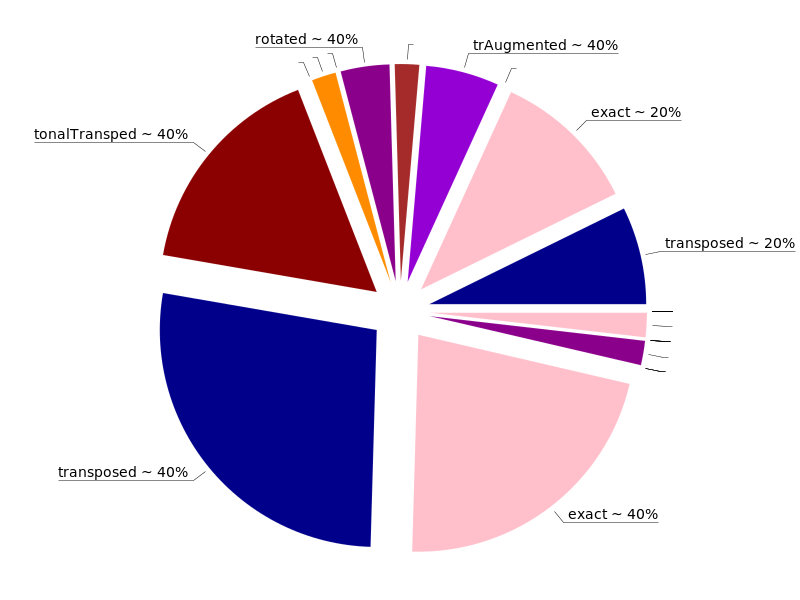 rotated ~ 40%
trAugmented ~ 40%
exact ~ 20%
tonalTransped ~ 40%
transposed ~ 20%
transposed ~ 40%
exact ~ 40%